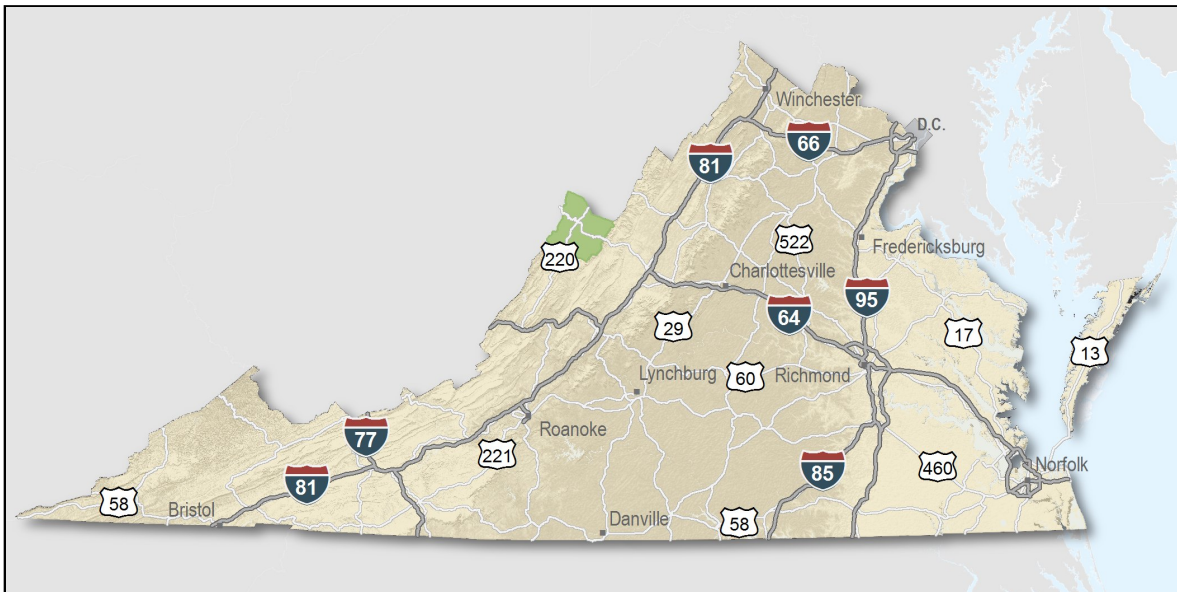 Winchester
D.C.
66
81
522
Fredericksburg
220
Charlottesville
95
64
29
17
13
60
Richmond
Lynchburg
77
Roanoke
221
85
460
Norfolk
81
58
Bristol
Danville
58